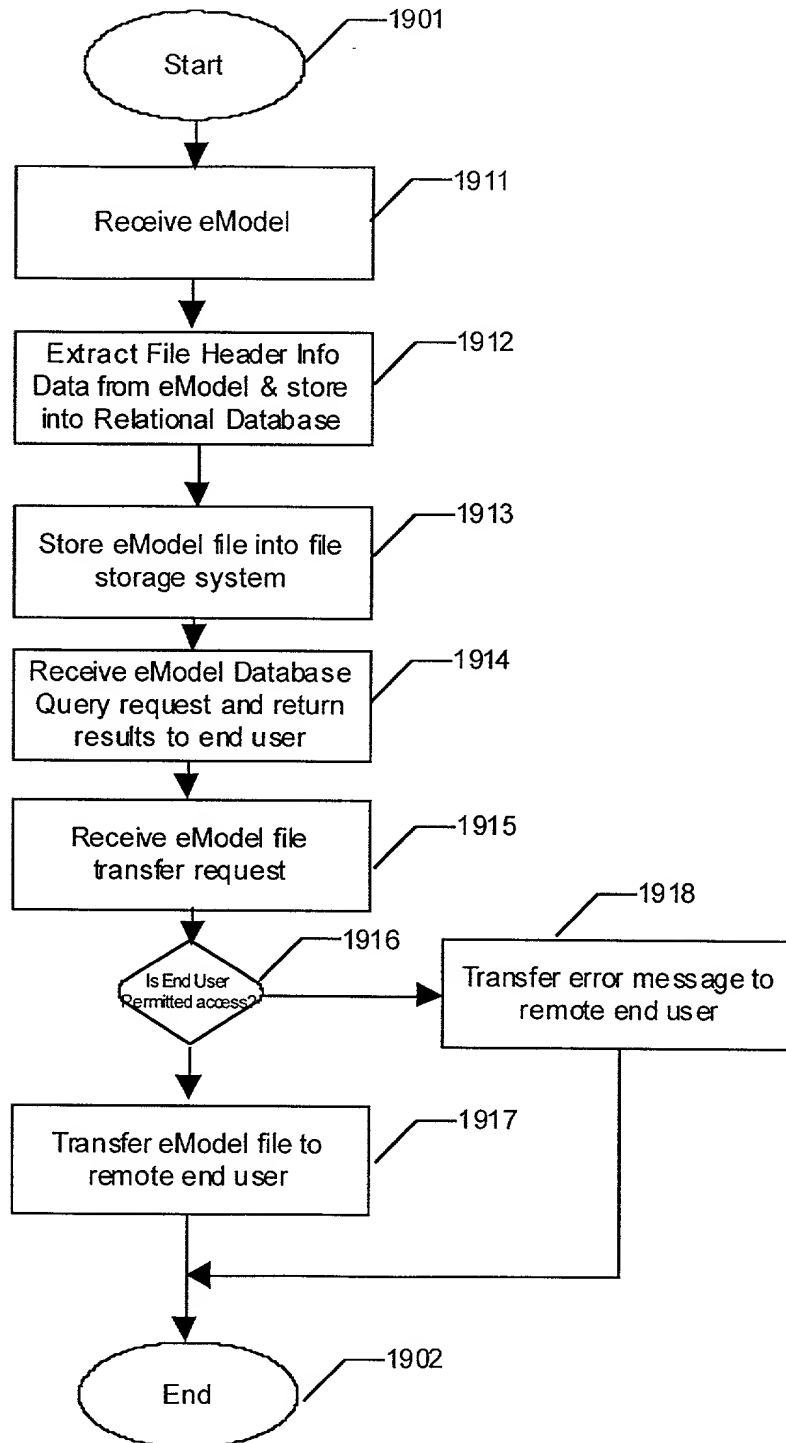 1901
Start
1911
Receive eModel
1912
Extract File Header Info
Data from eModel & store
into Relational Database
1913
Store eModel file into file
storage system
1914
Receive eModel Database
Query request and return
results to end user
1915
Receive eModel file
transfer request
1916
Is End User
Permitted access?
1918
Transfer error message to
remote end user
1917
Transfer eModel file to
remote end user
1902
End